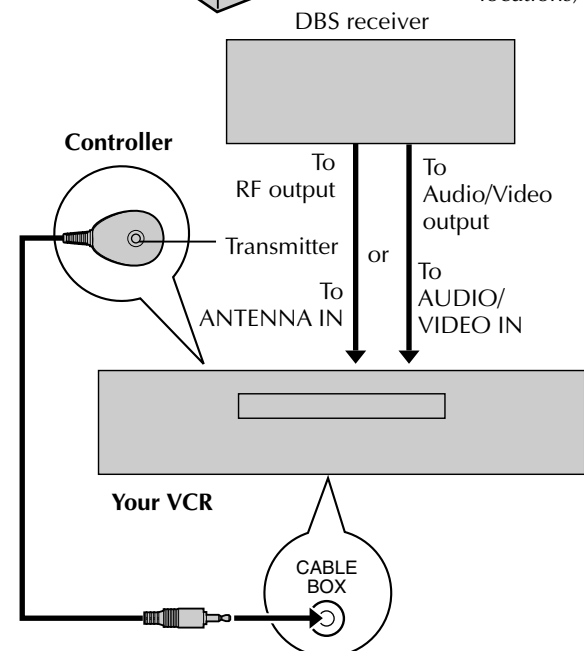 locations,
DBS receiver
Controller
To
RF output
To
Audio/Video
output
Transmitter
or
To
ANTENNA IN
To
AUDIO/
VIDEO IN
Your VCR
CABLE
BOX